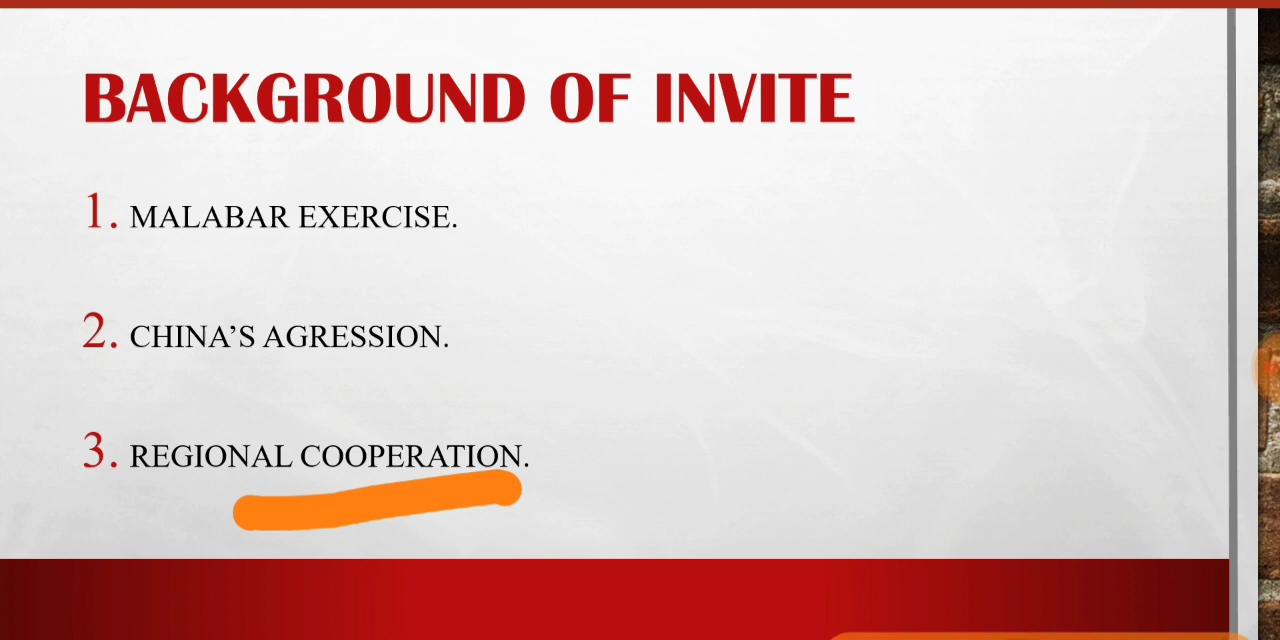 BACKGROUND OF INVITE
1. MALABAR EXERCISE.
2. CHINA’S AGRESSION.
3. REGIONAL COOPERATION.